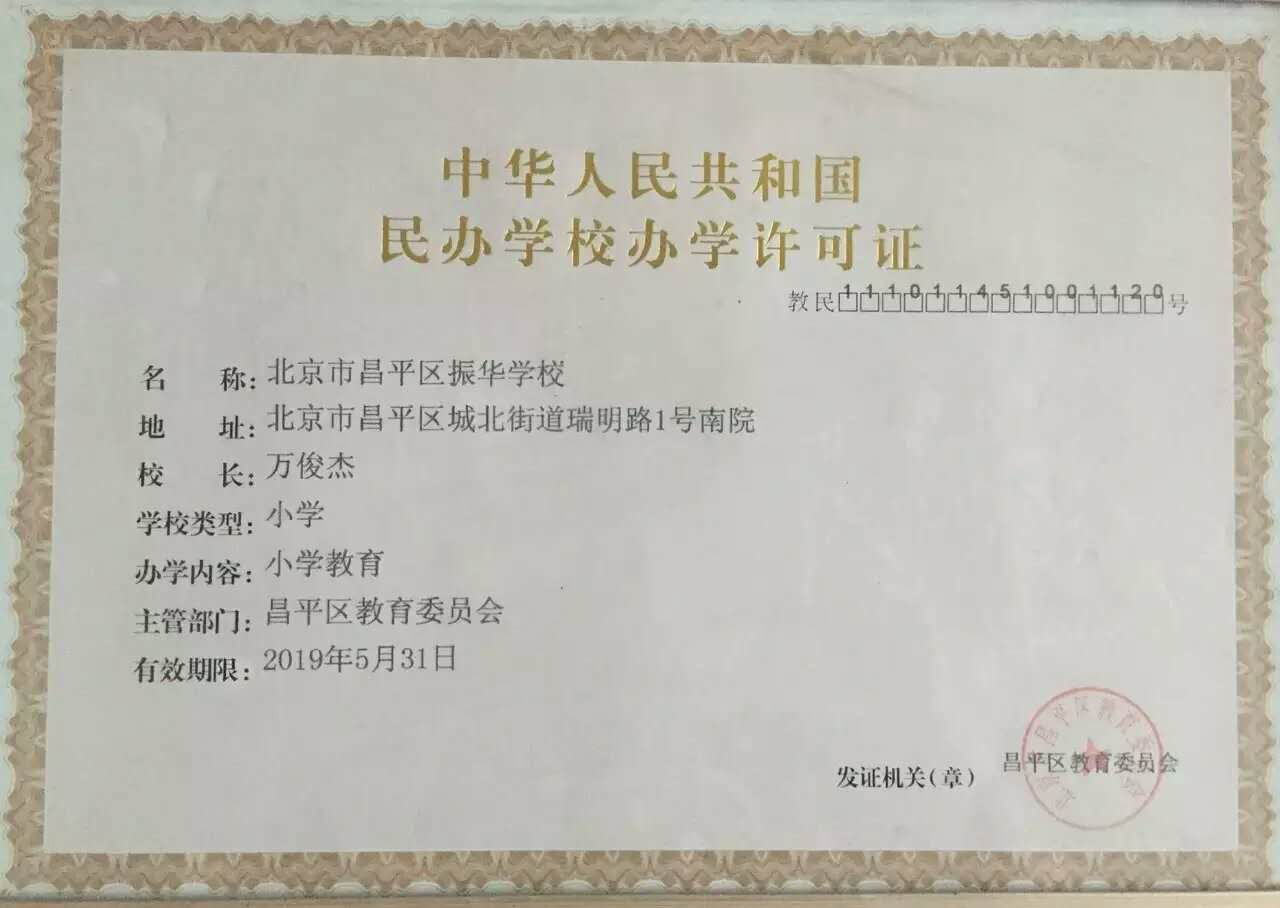 中华人民共和国
民办学校办学许可证
教民111011451001120号
名 称：北京市昌平区振华学校
地 址：北京市昌平区城北街道瑞明路1号南院
校 长：万俊杰
学校类型：小学
办学内容：小学教育
主管部门：昌平区教育委员会
有效期限：2019年5月31日
发证机关（章） 昌平区教育委员会
北京市昌平区教育委员会